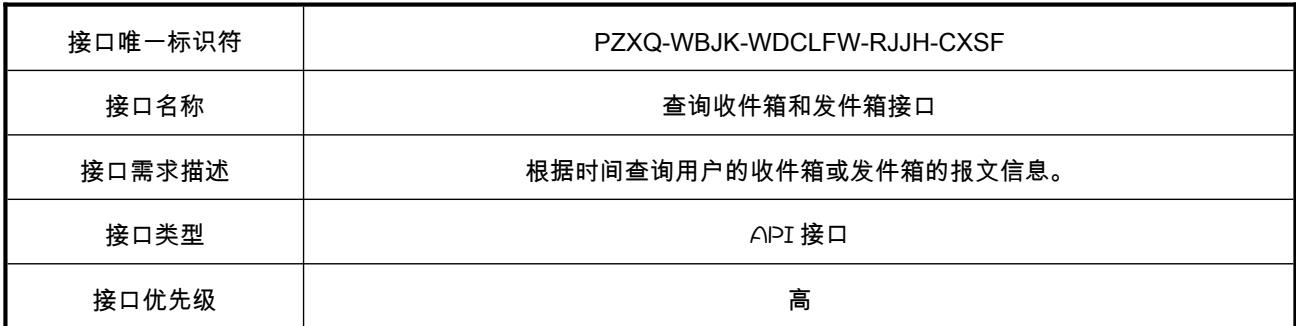 接口唯一标识符 PZXQ-WBJK-WDCLFW-RJJH-CXSF
接口名称 查询收件箱和发件箱接口
接口需求描述 根据时间查询用户的收件箱或发件箱的报文信息。
接口类型 API 接口
接口优先级 高